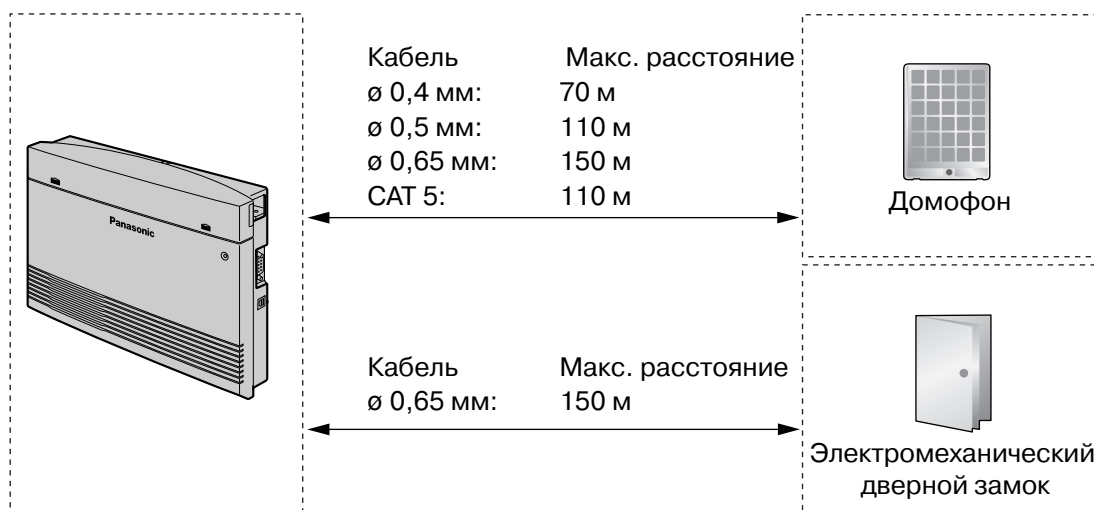 Кабель Макс. расстояние
ø 0,4 мм: 70 м
ø 0,5 мм: 110 м
ø 0,65 мм: 150 м
CAT 5: 110 м
Домофон
Panasonic
Кабель Макс. расстояние
ø 0,65 мм: 150 м
Электромеханический
дверной замок